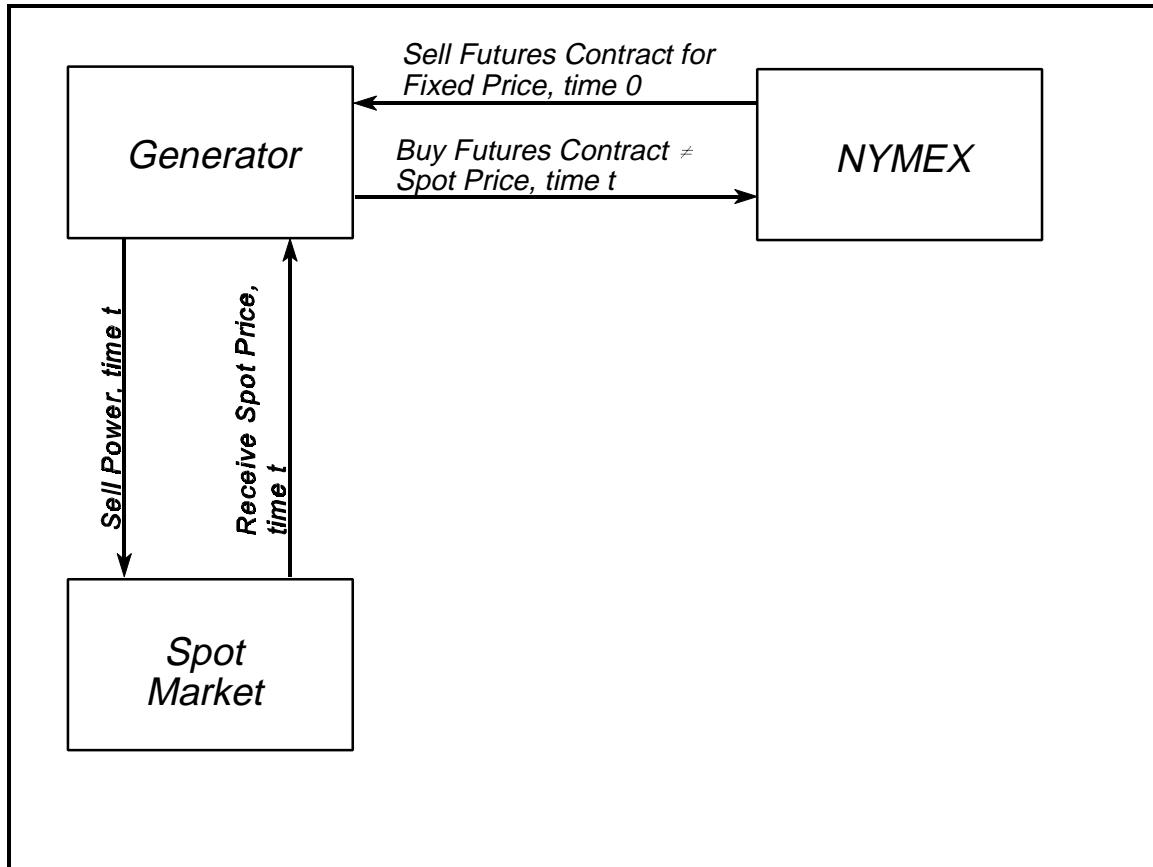 Sell Futures Contract for
Fixed Price, time 0
Generator
Buy Futures Contract ≠
Spot Price, time t
NYMEX
Sell Power, time t
Receive Spot Price,
time t
Spot
Market